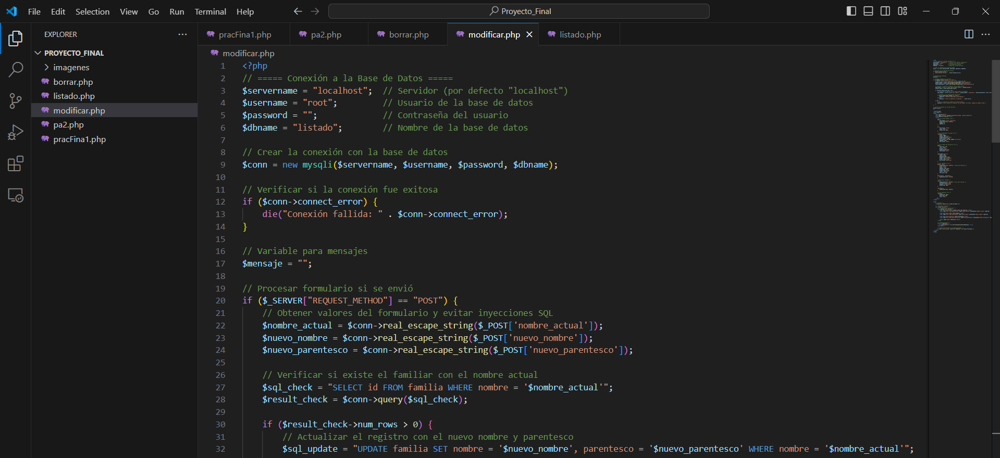 File Edit Selection View Go Run Terminal Help Proyecto_Final
EXPLORER
PROYECTO_FINAL
imagenes
borrar.php
listado.php
modificar.php
pa2.php
pracFina1.php
pracFina1.php pa2.php borrar.php modificar.php listado.php
modificar.php
1 <?php
2 // ===== Conexión a la Base de Datos =====
3 $servername = "localhost"; // Servidor (por defecto "localhost")
4 $username = "root"; // Usuario de la base de datos
5 $password = ""; // Contraseña del usuario
6 $dbname = "listado"; // Nombre de la base de datos
7
8 // Crear la conexión con la base de datos
9 $conn = new mysqli($servername, $username, $password, $dbname);
10
11 // Verificar si la conexión fue exitosa
12 if ($conn->connect_error) {
13 die("Conexión fallida: " . $conn->connect_error);
14 }
15
16 // Variable para mensajes
17 $mensaje = "";
18
19 // Procesar formulario si se envió
20 if ($_SERVER["REQUEST_METHOD"] == "POST") {
21 // Obtener valores del formulario y evitar inyecciones SQL
22 $nombre_actual = $conn->real_escape_string($_POST['nombre_actual']);
23 $nuevo_nombre = $conn->real_escape_string($_POST['nuevo_nombre']);
24 $nuevo_parentesco = $conn->real_escape_string($_POST['nuevo_parentesco']);
25
26 // Verificar si existe el familiar con el nombre actual
27 $sql_check = "SELECT id FROM familia WHERE nombre = '$nombre_actual'";
28 $result_check = $conn->query($sql_check);
29
30 if ($result_check->num_rows > 0) {
31 // Actualizar el registro con el nuevo nombre y parentesco
32 $sql_update = "UPDATE familia SET nombre = '$nuevo_nombre', parentesco = '$nuevo_parentesco' WHERE nombre = '$nombre_actual'";